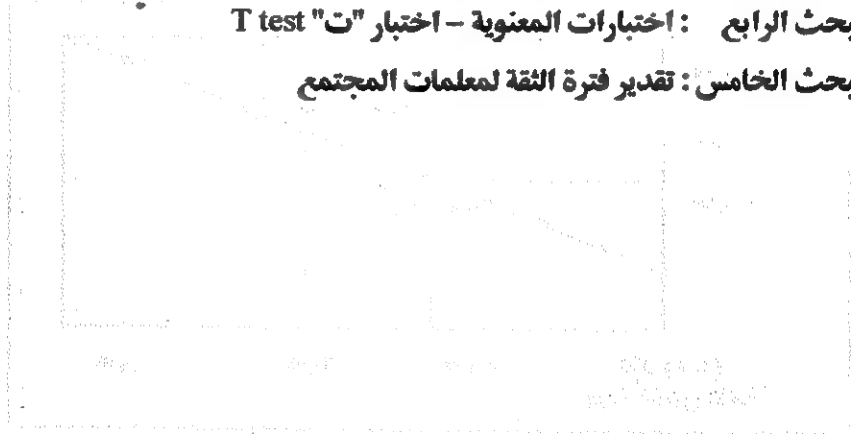 بحث الرابع : اختبارات المعنوية – اختبار "ت" T test
بحث الخامس : تقدير فترة الثقة لمعلمات المجتمع